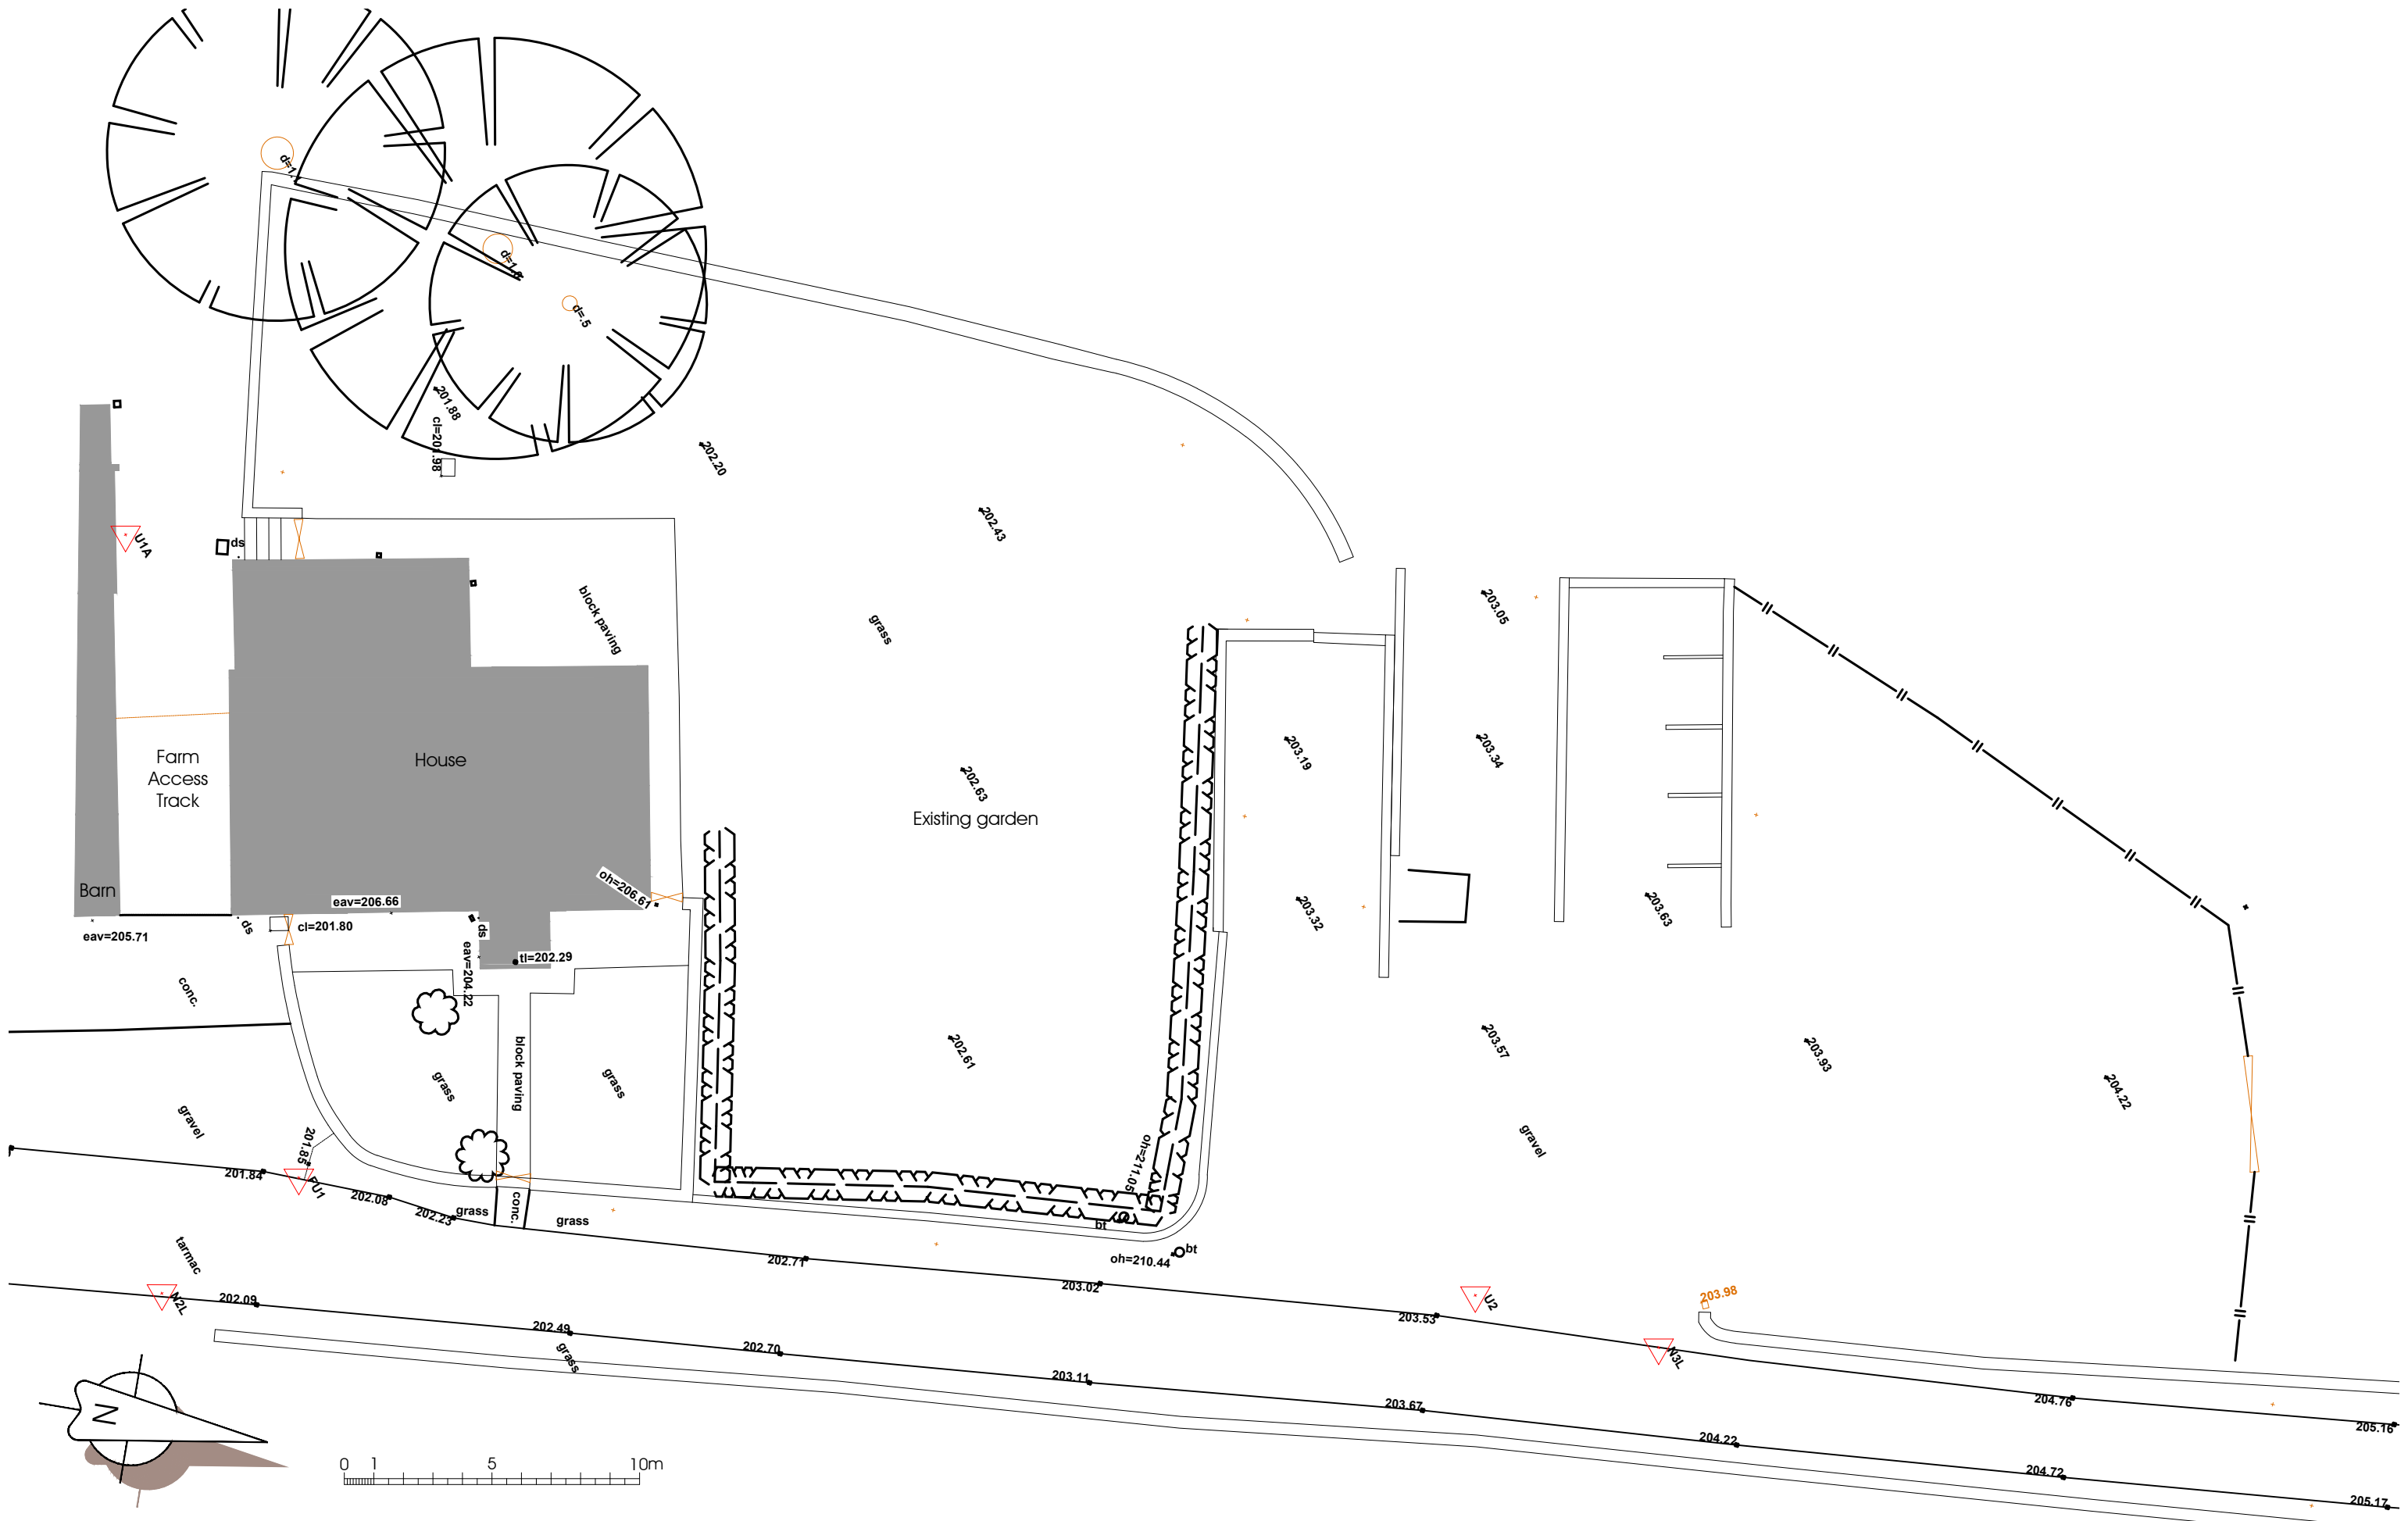 d=1.
d=1.
d=.5
201.88
cl=201.98
202.20
202.43
U1A
ds
block paving
grass
203.05
203.19
203.34
Farm
Access
Track
House
202.63
Existing garden
Barn
eav=206.66
oh=206.61
203.32
203.63
eav=205.71
ds
cl=201.80
ds
eav=204.22
tl=202.29
conc.
block paving
grass
grass
202.61
203.57
203.93
204.22
gravel
gravel
201.85
201.84
PU1
202.08
202.23
grass
conc.
grass
oh=211.05
bt
bt
oh=210.44
tarmac
202.71
203.02
203.53
U2
203.98
N2L
202.09
202.49
grass
202.70
203.11
203.67
N3L
204.22
204.76
205.16
204.72
205.17
N
0 1 5 10m